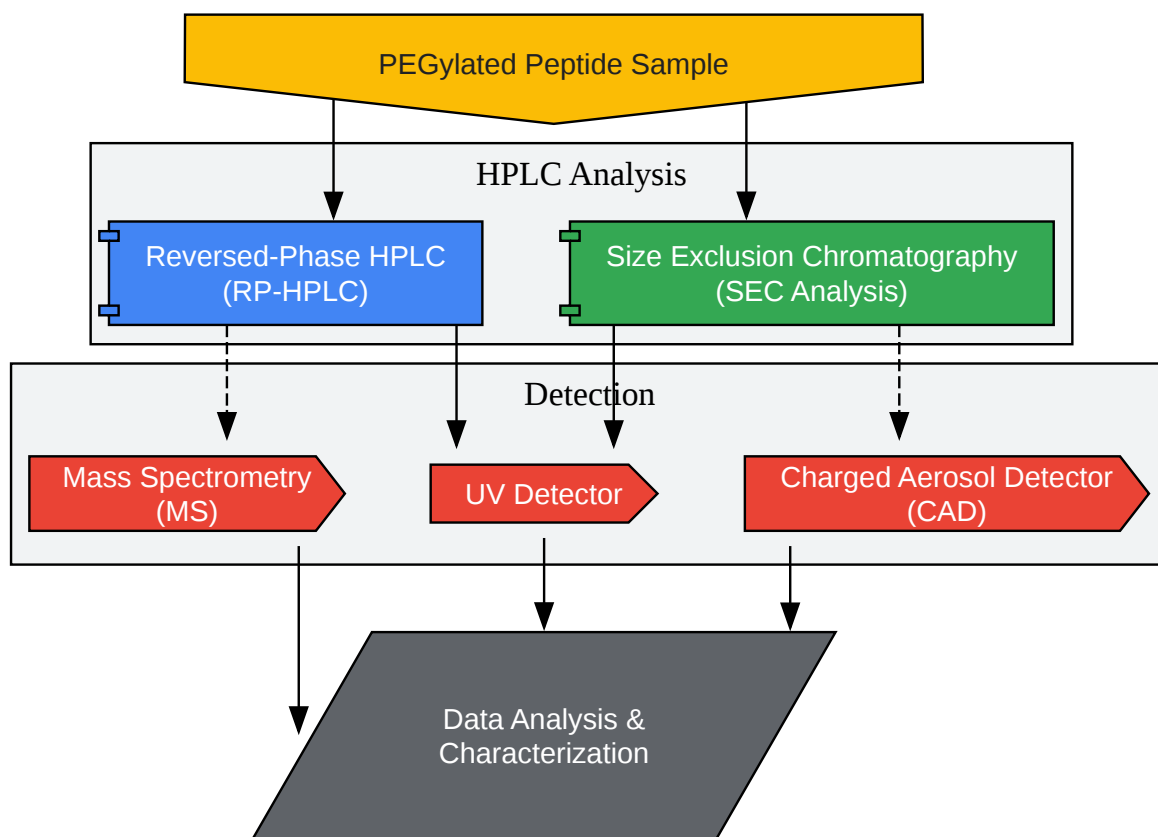 PEGylated Peptide Sample
HPLC Analysis
Reversed-Phase HPLC
(RP-HPLC)
Size Exclusion Chromatography
(SEC Analysis)
Detection
Mass Spectrometry
(MS)
UV Detector
Charged Aerosol Detector
(CAD)
Data Analysis &
Characterization